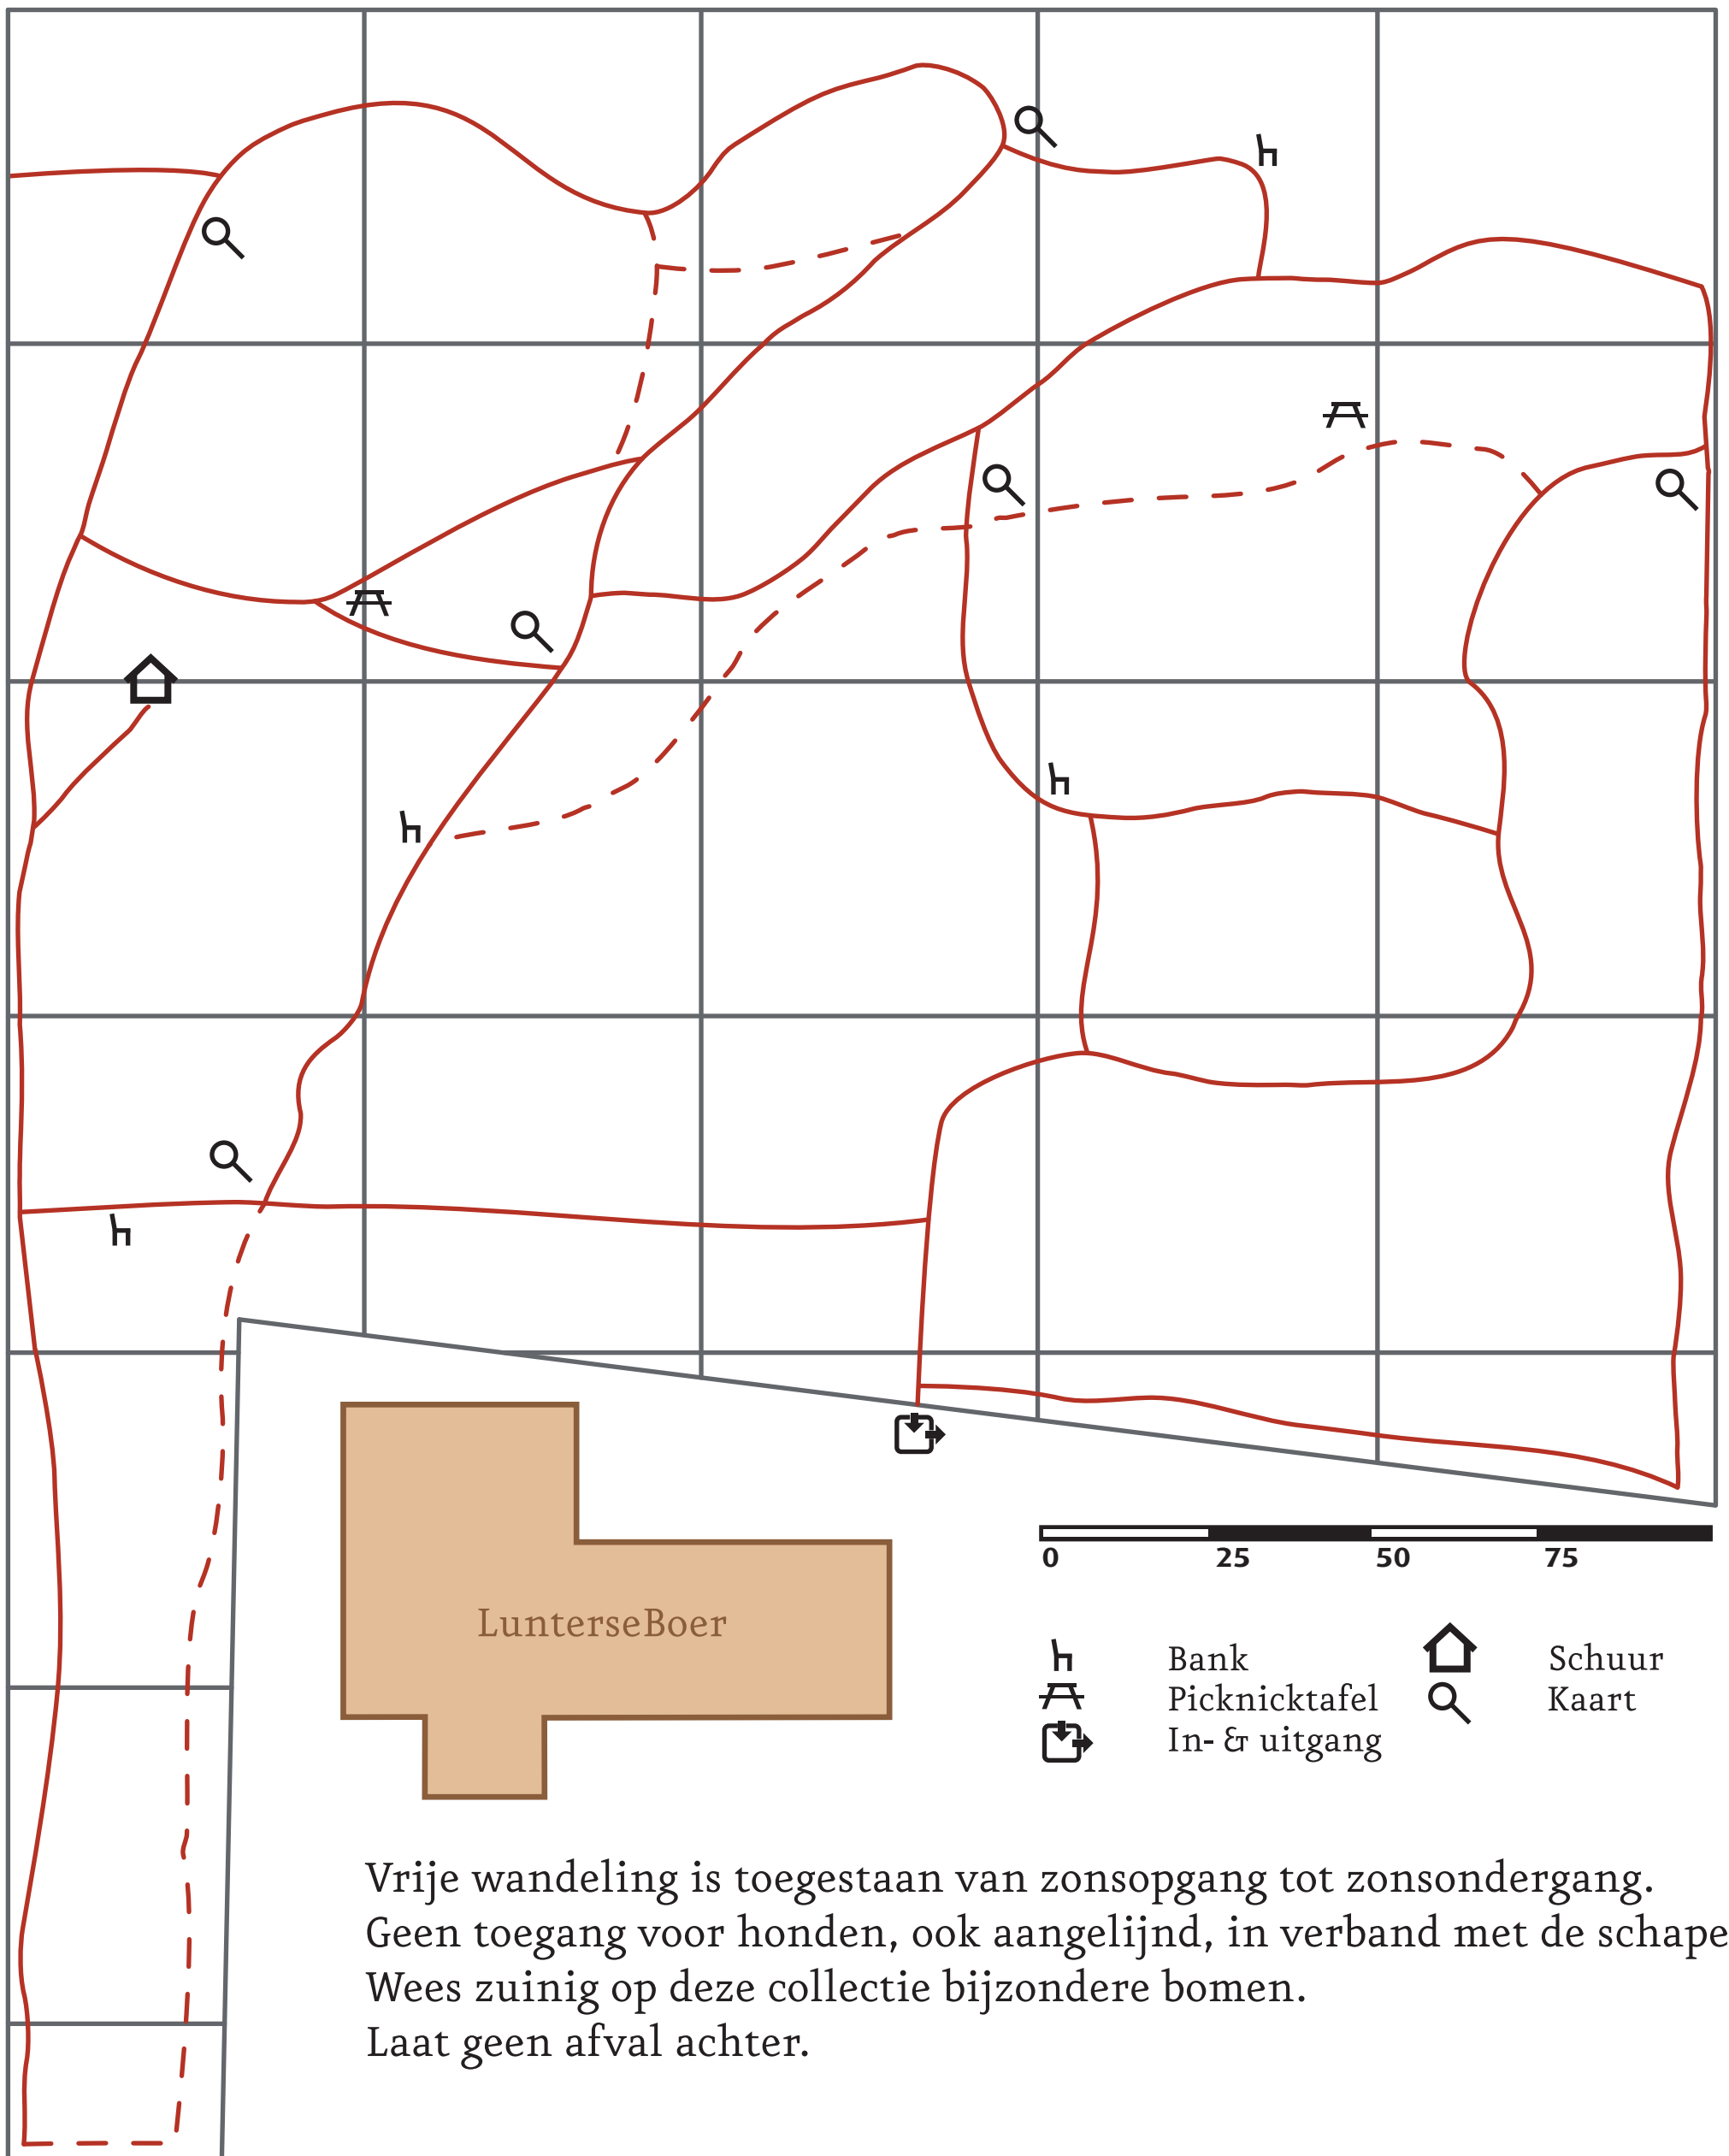 0 25 50 75
LunterseBoer
Bank Schuur
Picknicktafel Kaart
In- & uitgang
Vrije wandeling is toegestaan van zonsopgang tot zonsondergang.
Geen toegang voor honden, ook aangelijnd, in verband met de schape
Wees zuinig op deze collectie bijzondere bomen.
Laat geen afval achter.